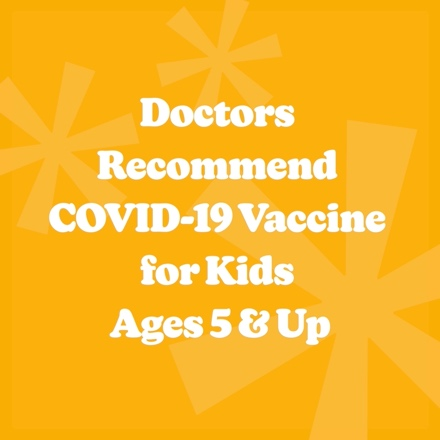 Doctors
Recommend
COVID-19 Vaccine
for Kids
Ages 5 & Up